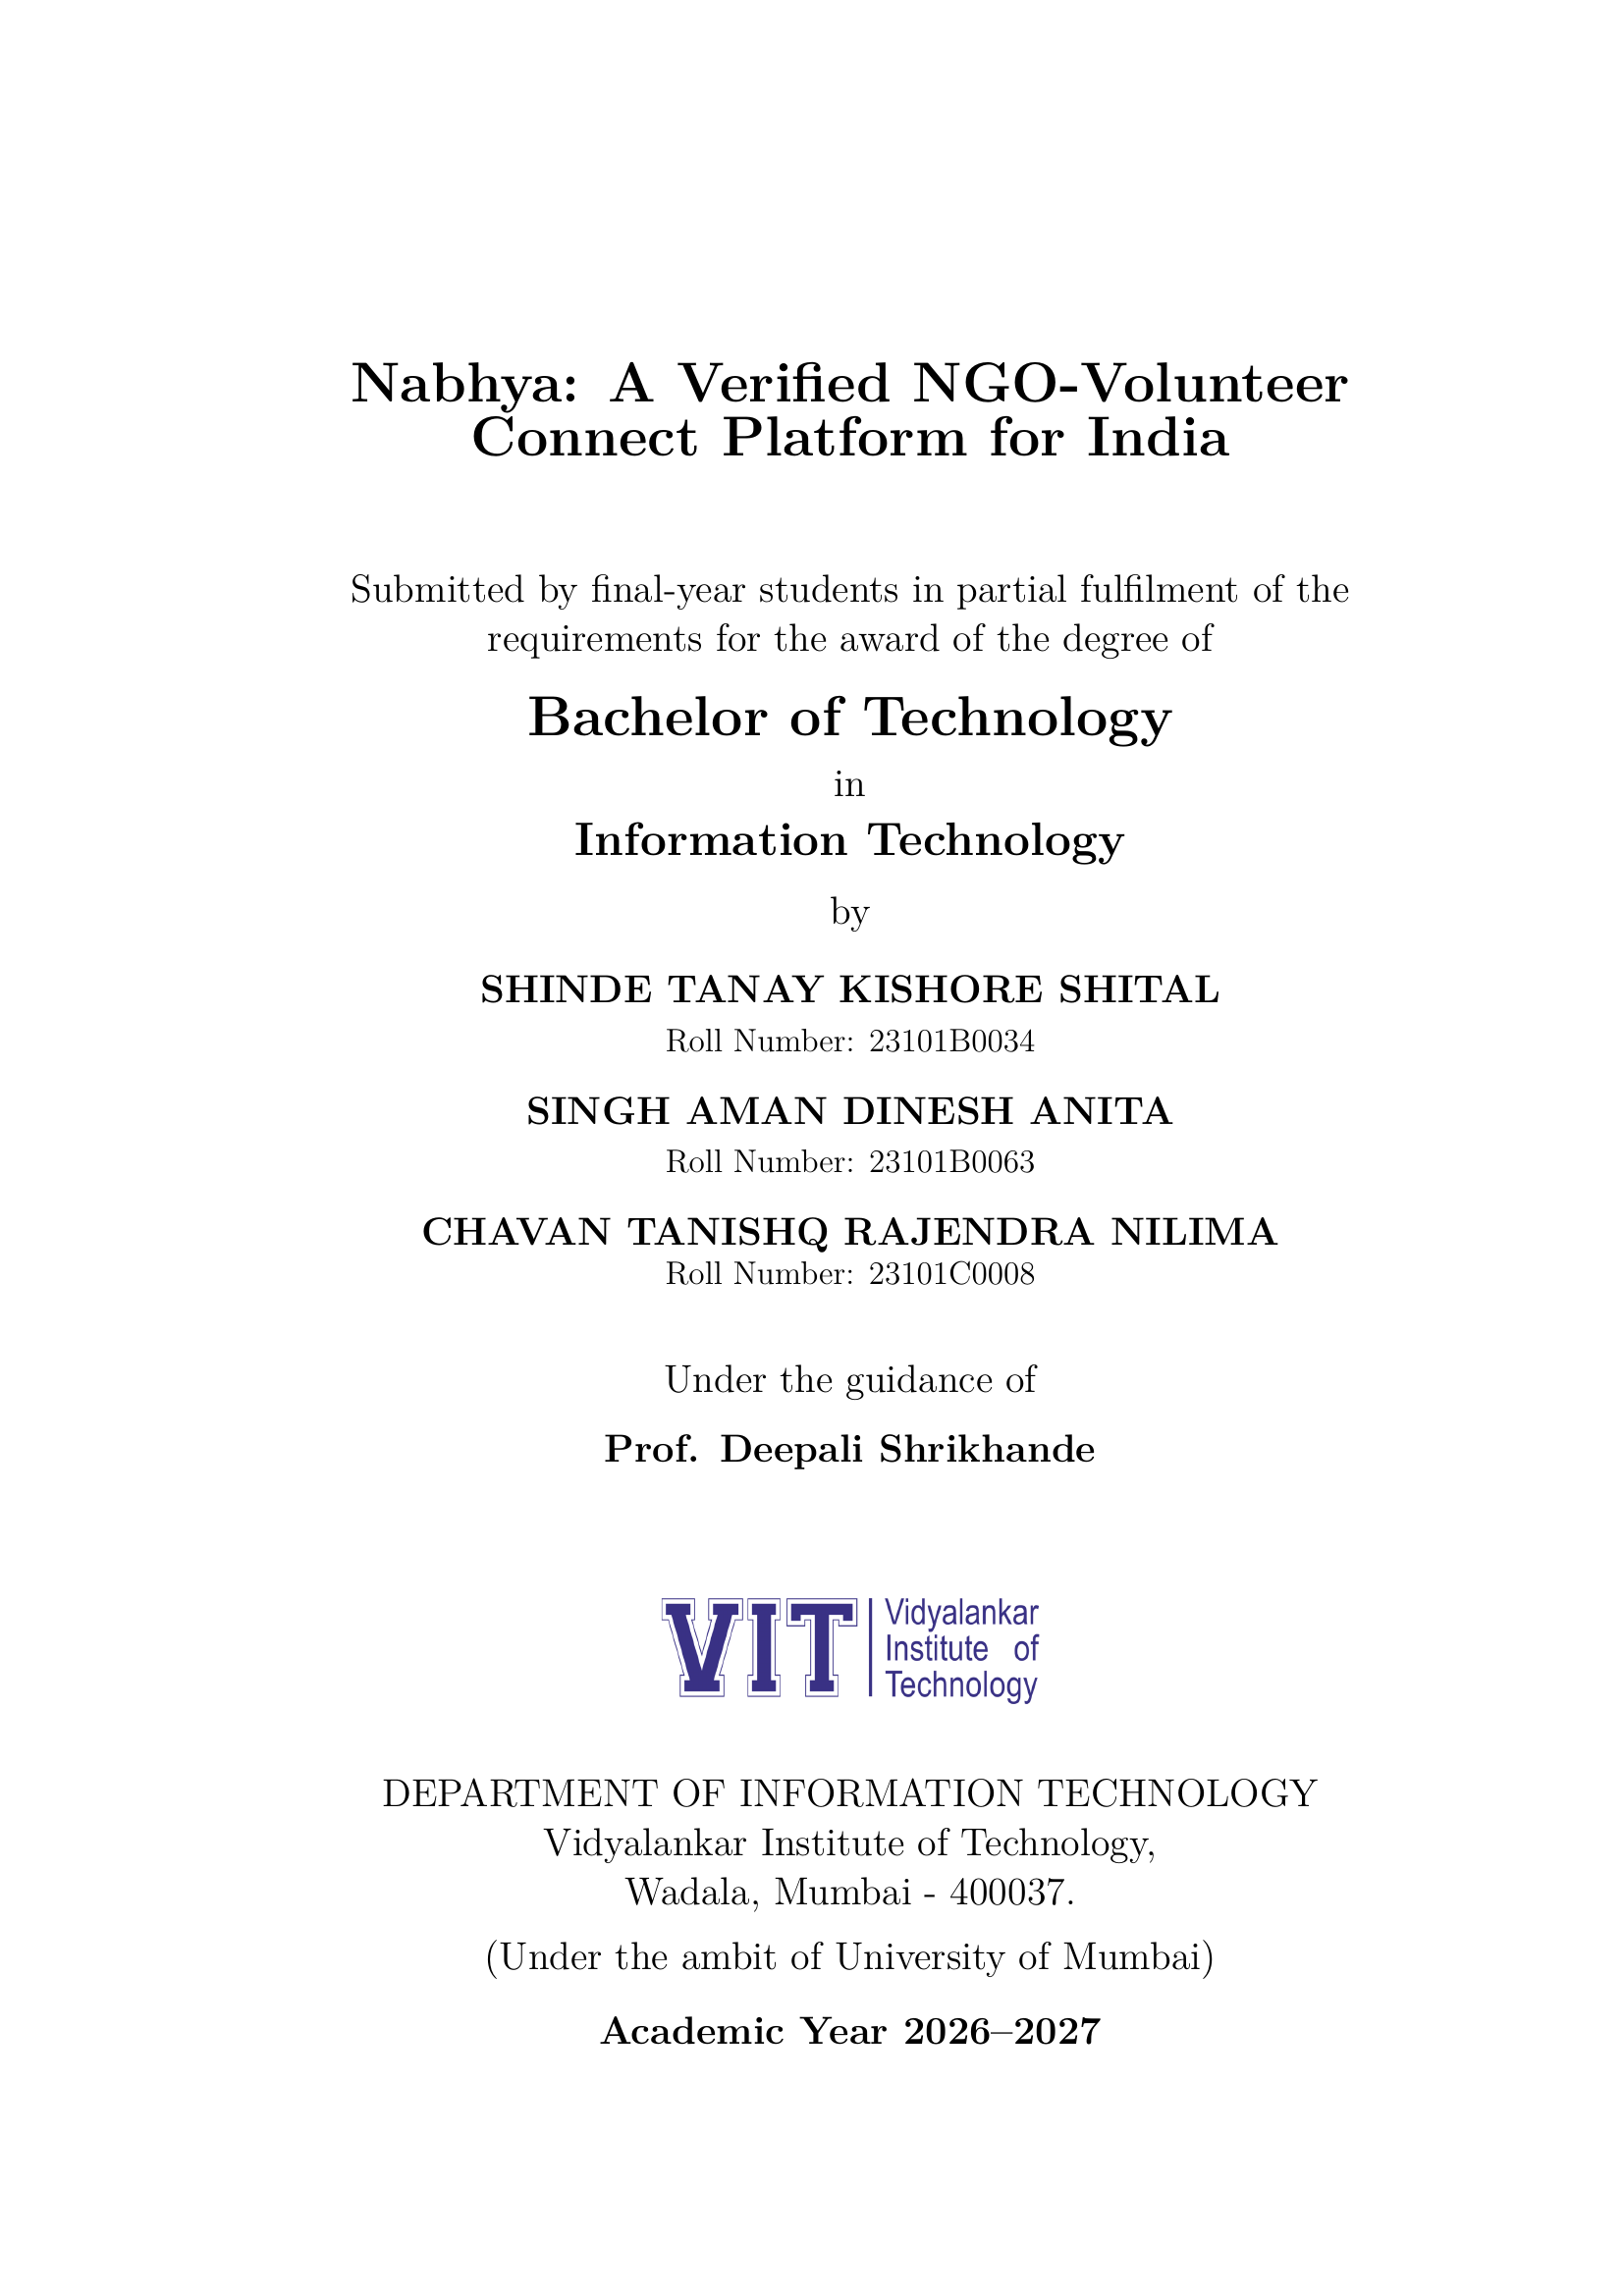 Nabhya: A Verified NGO-Volunteer
Connect Platform for India
Submitted by final-year students in partial fulfilment of the
requirements for the award of the degree of
Bachelor of Technology
in
Information Technology
by
SHINDE TANAY KISHORE SHITAL
Roll Number: 23101B0034
SINGH AMAN DINESH ANITA
Roll Number: 23101B0063
CHAVAN TANISHQ RAJENDRA NILIMA
Roll Number: 23101C0008
Under the guidance of
Prof. Deepali Shrikhande
VIT
Vidyalankar
Institute of
Technology
DEPARTMENT OF INFORMATION TECHNOLOGY
Vidyalankar Institute of Technology,
Wadala, Mumbai - 400037.
(Under the ambit of University of Mumbai)
Academic Year 2026–2027